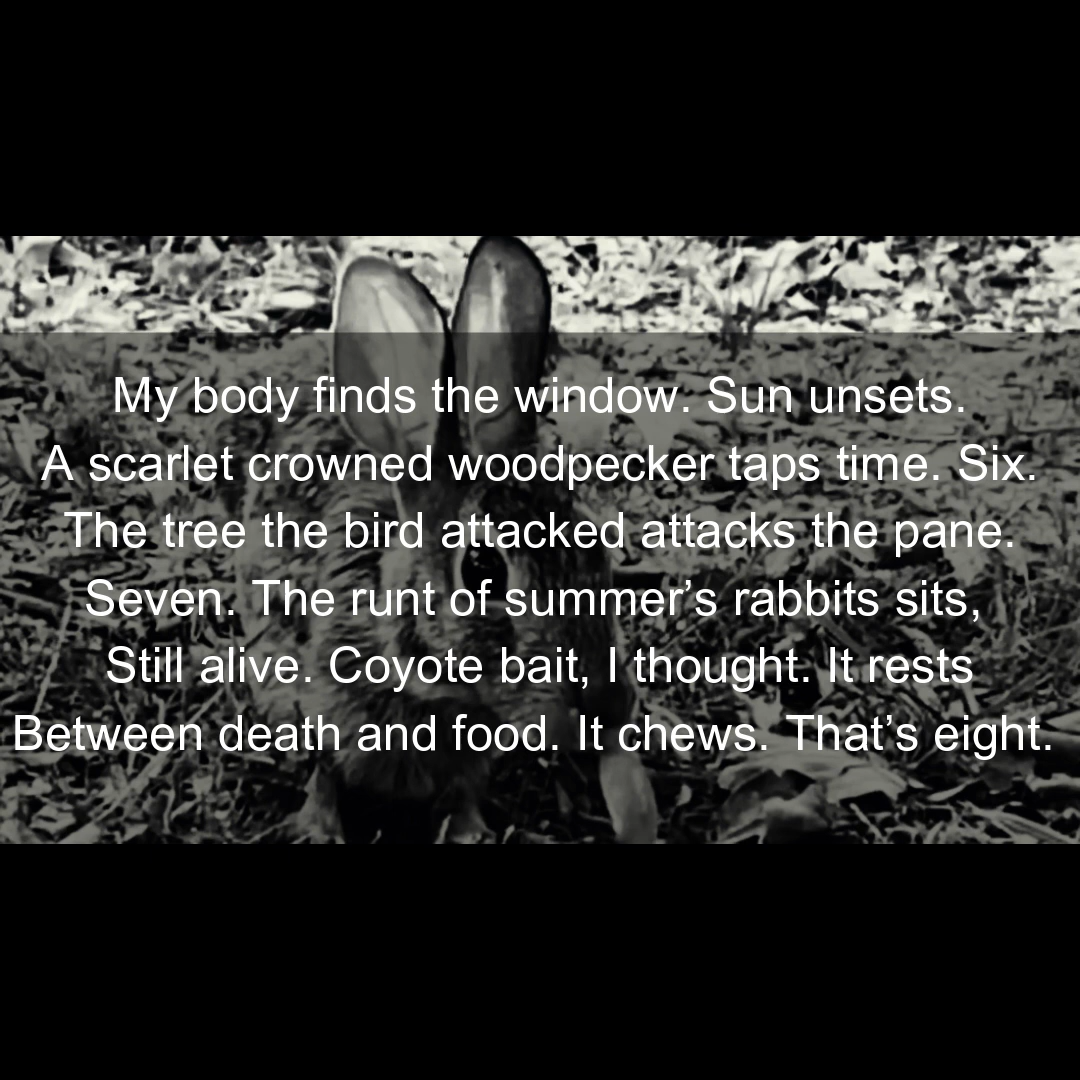 My body finds the window. Sun unsets.
A scarlet crowned woodpecker taps time. Six.
The tree the bird attacked attacks the pane.
Seven. The runt of summer’s rabbits sits,
Still alive. Coyote bait, I thought. It rests
Between death and food. It chews. That’s eight.